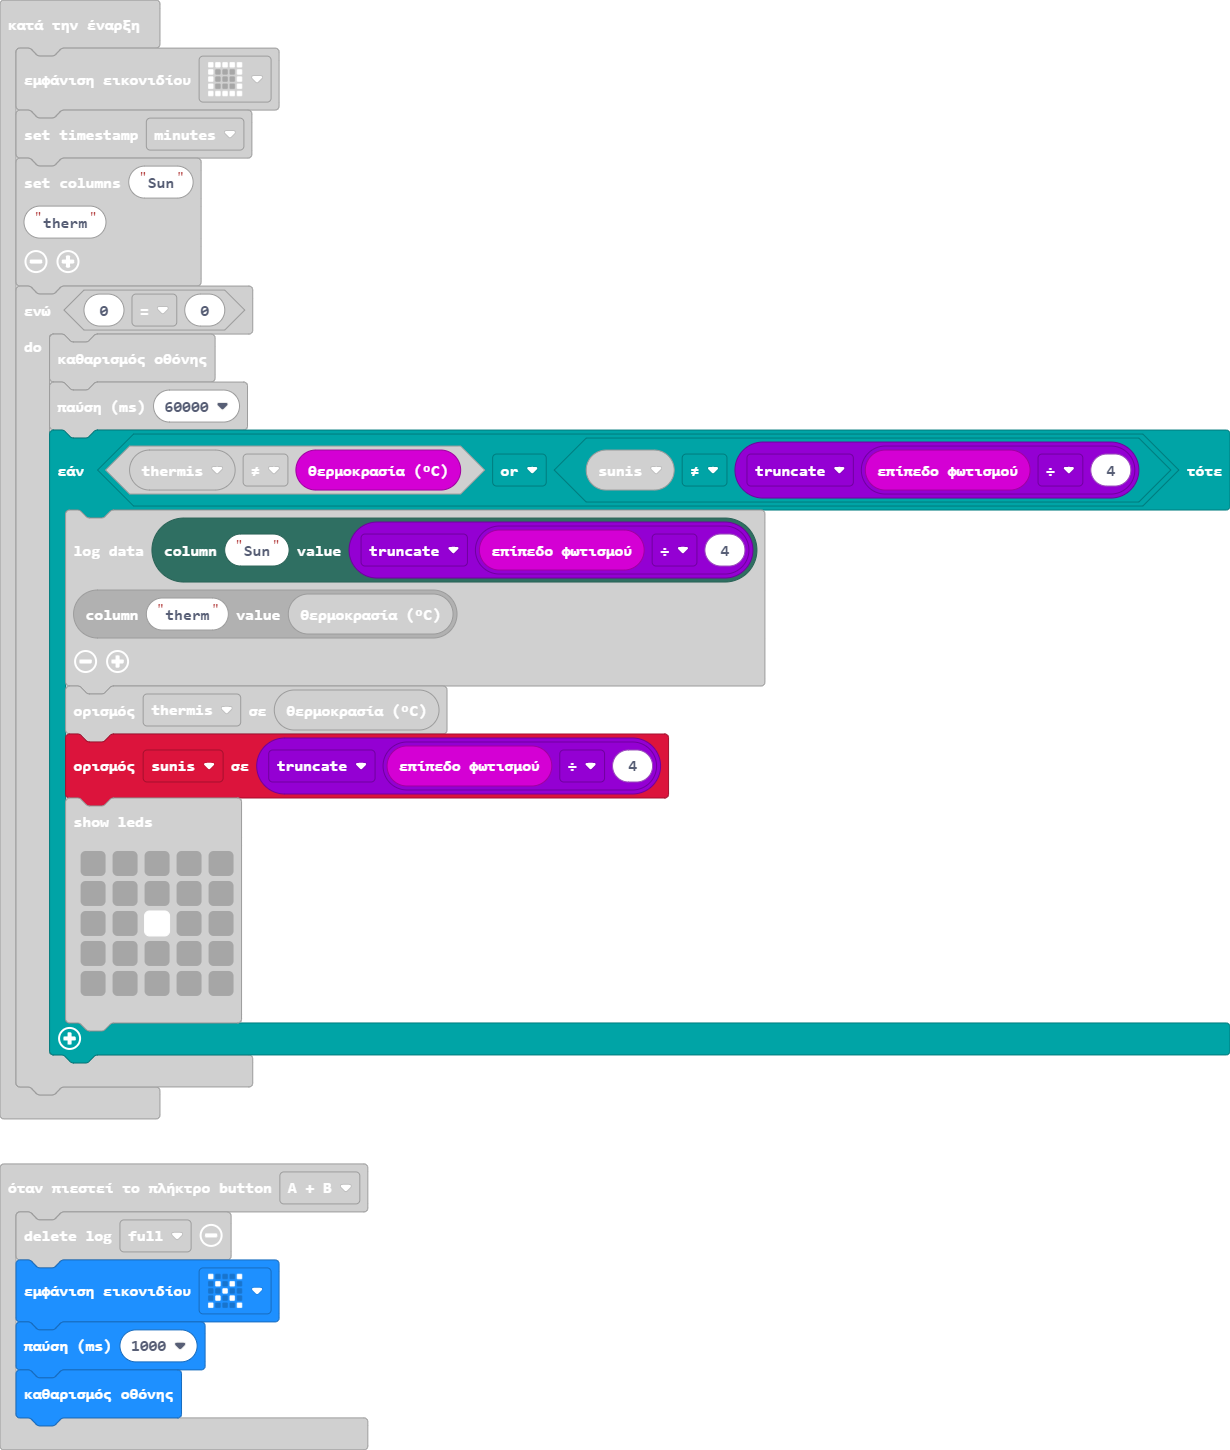 κατά την έναρξη
εμφάνιση εικονιδίου
set timestamp minutes
set columns "Sun"
"therm"
ενώ 0 = 0
do
καθαρισμός οθόνης
παύση (ms) 60000
εάν thermis ≠ θερμοκρασία (°C) or sunis ≠ truncate επίπεδο φωτισμού ÷ 4 τότε
log data column "Sun" value truncate επίπεδο φωτισμού ÷ 4
column "therm" value θερμοκρασία (°C)
ορισμός thermis σε θερμοκρασία (°C)
ορισμός sunis σε truncate επίπεδο φωτισμού ÷ 4
show leds
όταν πιεστεί το πλήκτρο button A + B
delete log full
εμφάνιση εικονιδίου
παύση (ms) 1000
καθαρισμός οθόνης